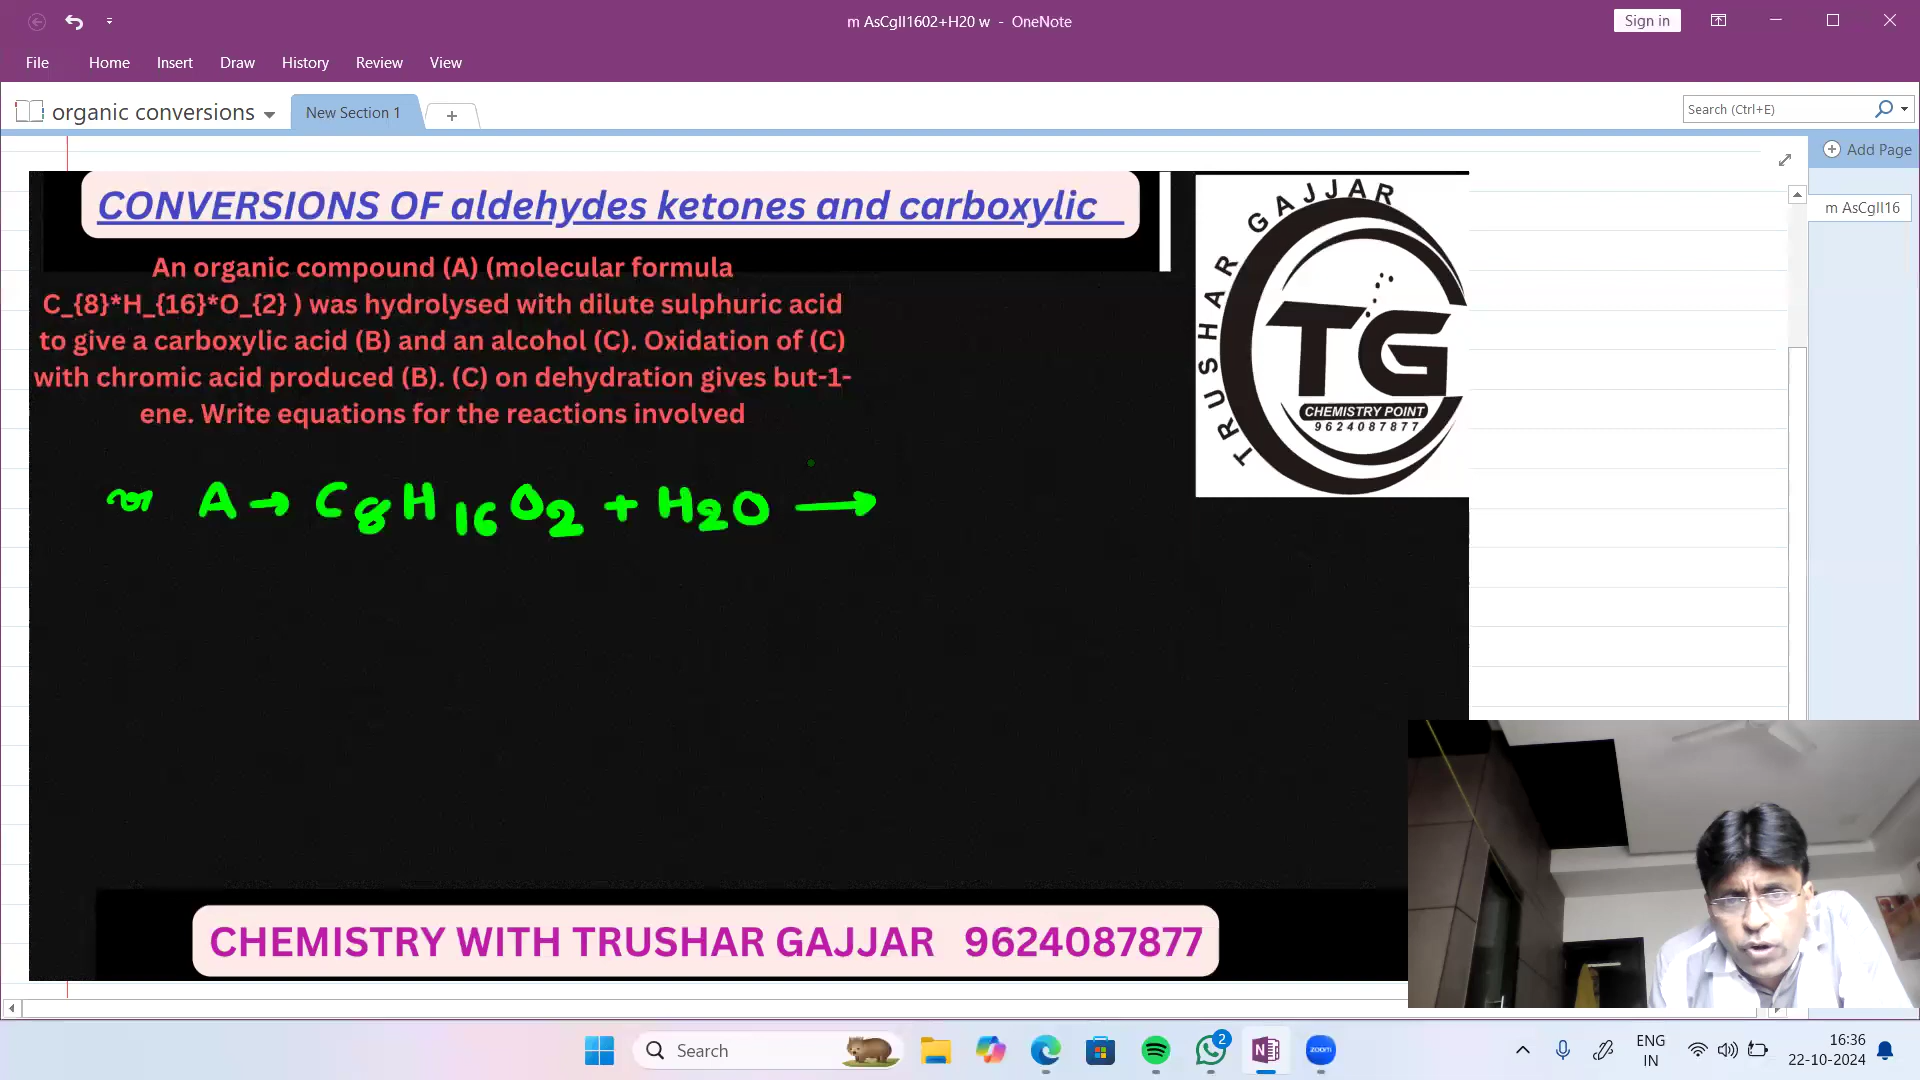 m AsCgII1602+H20 w - OneNote
Sign in
File Home Insert Draw History Review View
organic conversions
New Section 1
+
Search (Ctrl+E)
Add Page
m AsCgII16
CONVERSIONS OF aldehydes ketones and carboxylic
An organic compound (A) (molecular formula
C_{8}*H_{16}*O_{2} ) was hydrolysed with dilute sulphuric acid
to give a carboxylic acid (B) and an alcohol (C). Oxidation of (C)
with chromic acid produced (B). (C) on dehydration gives but-1-
ene. Write equations for the reactions involved
TRUSHAR GAJJAR
TG
CHEMISTRY POINT
9624087877
A → C8H16O2 + H2O →
CHEMISTRY WITH TRUSHAR GAJJAR 9624087877
Search
2
zoom
ENG
IN
16:36
22-10-2024